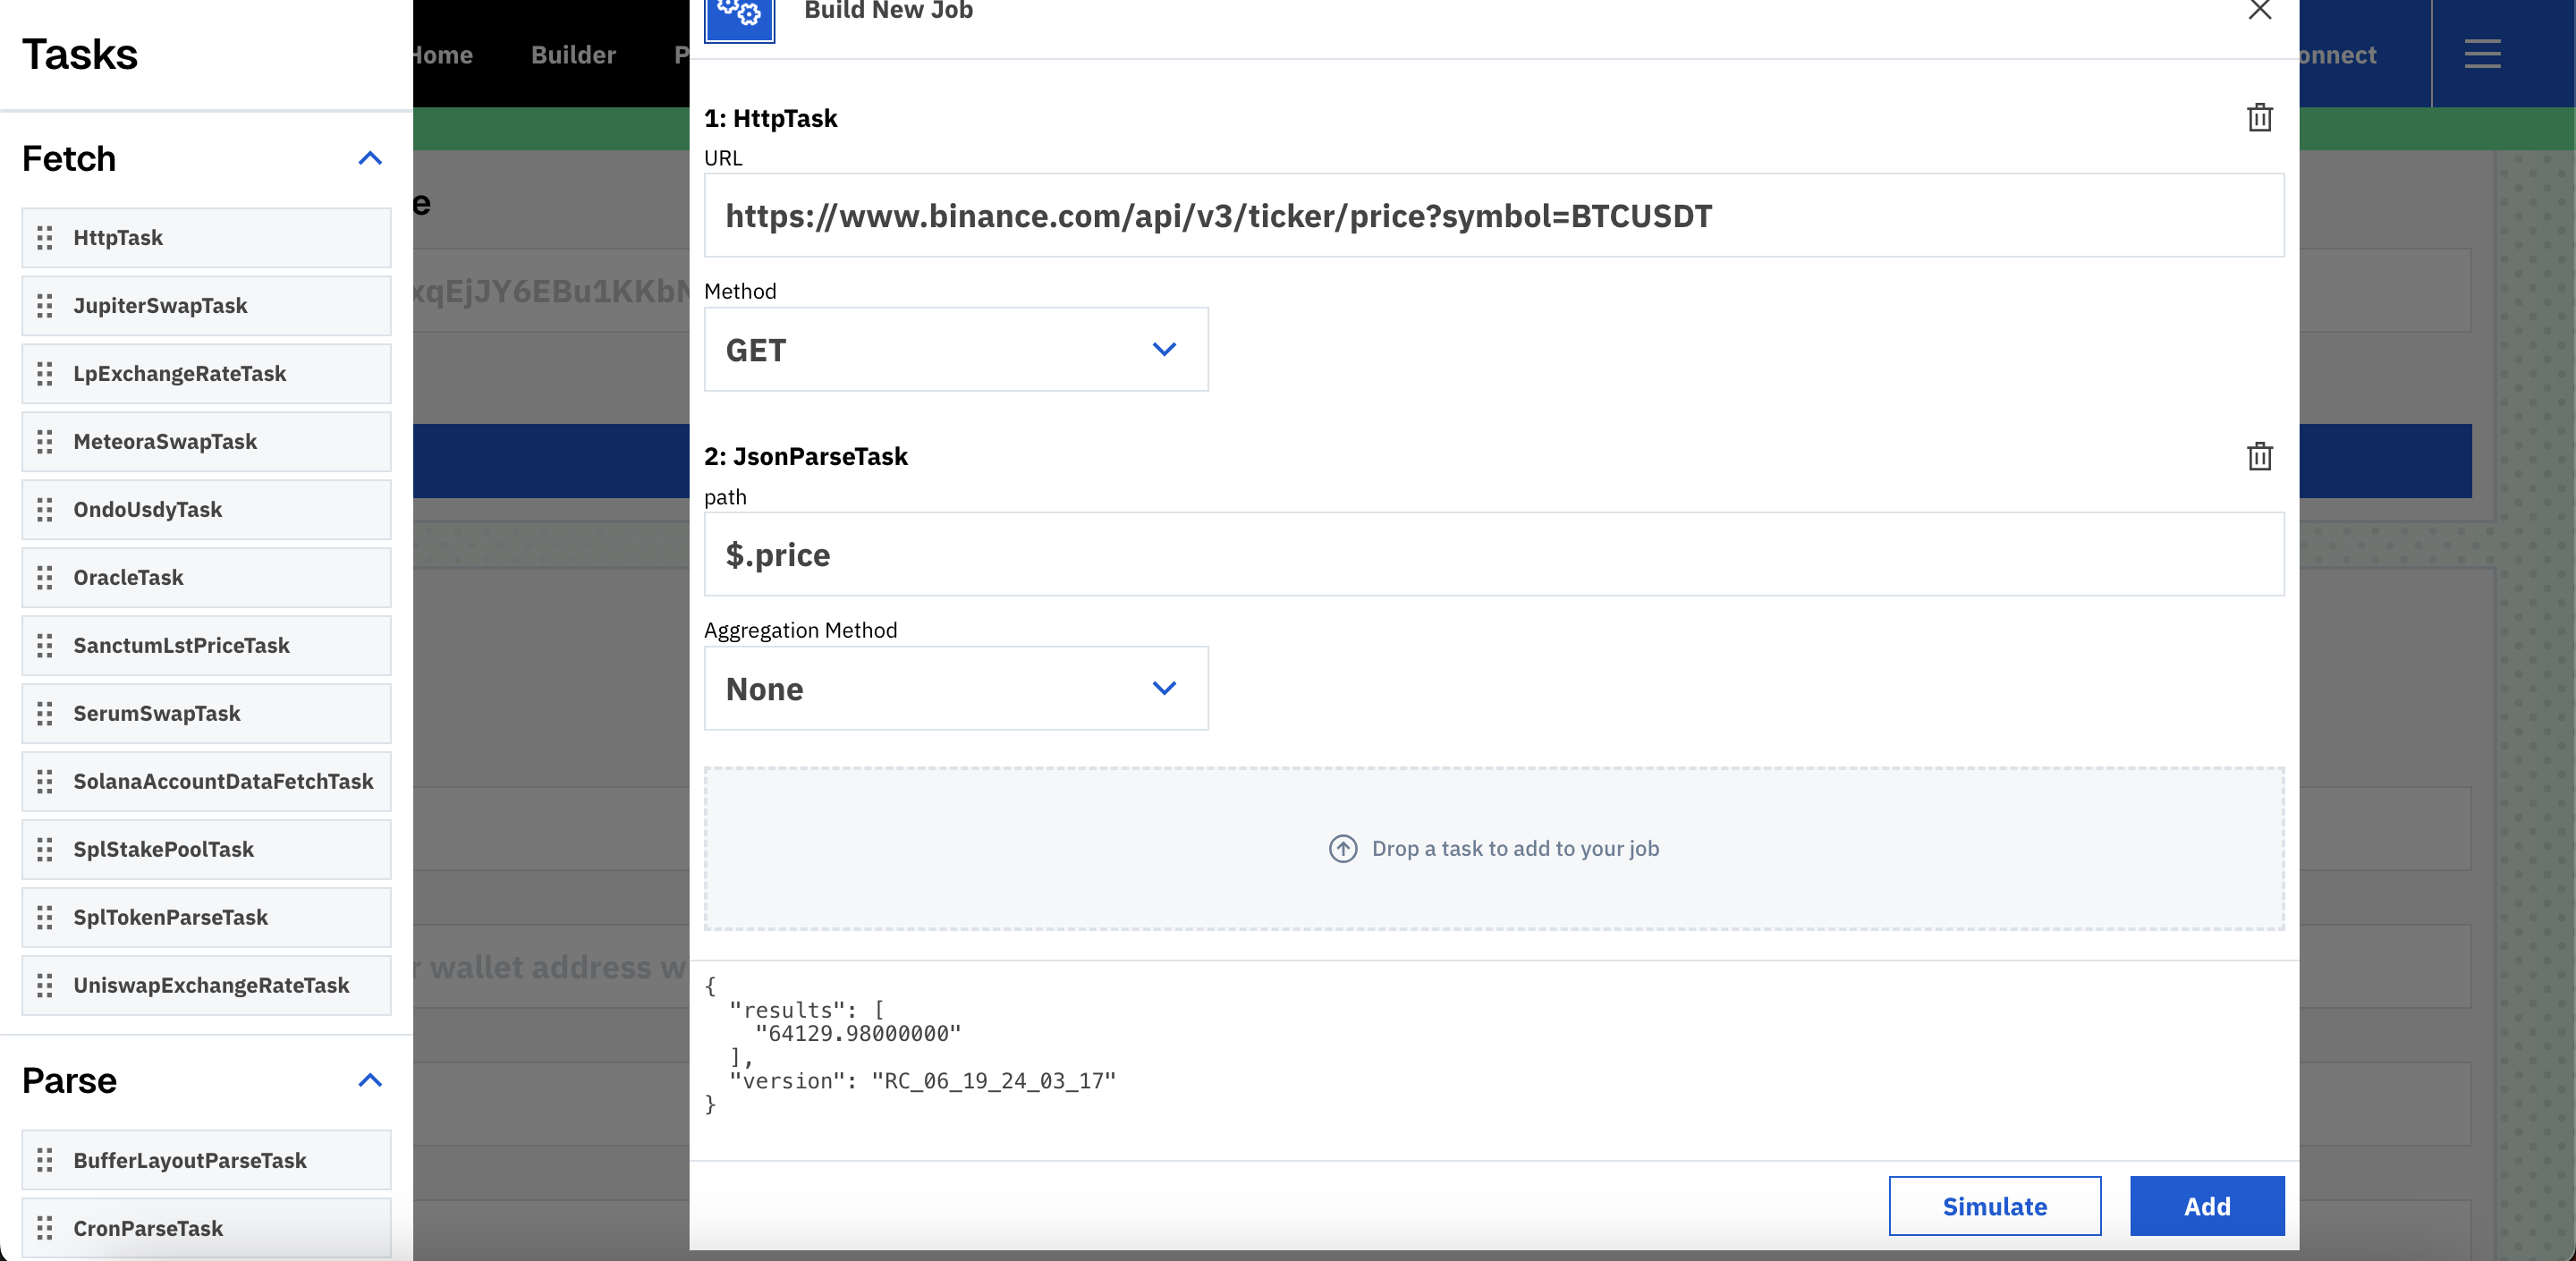 Tasks
Home
Builder
P
onnect
Build New Job
Fetch
HttpTask
JupiterSwapTask
LpExchangeRateTask
MeteoraSwapTask
OndoUsdyTask
OracleTask
SanctumLstPriceTask
SerumSwapTask
SolanaAccountDataFetchTask
SplStakePoolTask
SplTokenParseTask
UniswapExchangeRateTask
Parse
BufferLayoutParseTask
CronParseTask
e
xqEjJY6EBu1KKbN
r wallet address w
1: HttpTask
URL
https://www.binance.com/api/v3/ticker/price?symbol=BTCUSDT
Method
GET
2: JsonParseTask
path
$.price
Aggregation Method
None
Drop a task to add to your job
{
"results": [
"64129.98000000"
],
"version": "RC_06_19_24_03_17"
}
Simulate
Add